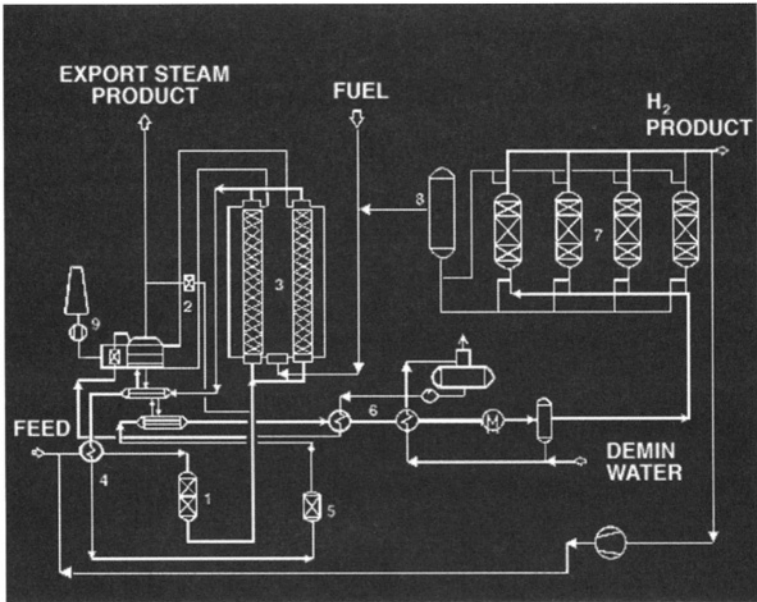 EXPORT STEAM
PRODUCT
FUEL
H₂
PRODUCT
8
7
3
2
9
6
M
FEED
4
1
5
DEMIN
WATER